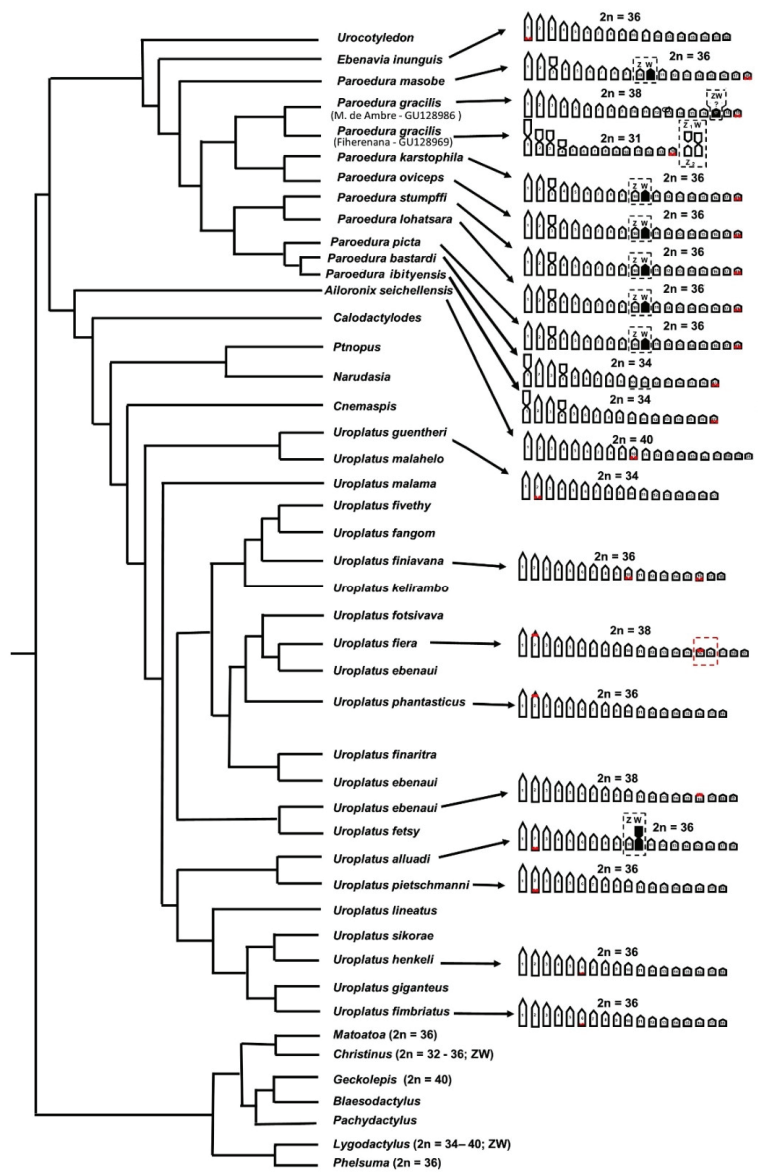 Urocotyledon
Ebenavia inunguis
Paroedura masobe
Paroedura gracilis
(M. de Ambre - GU128986 )
Paroedura gracilis
(Fiherenana - GU128969)
Paroedura karstophila
Paroedura oviceps
Paroedura stumpffi
Paroedura lohatsara
Paroedura picta
Paroedura bastardi
Paroedura ibityensis
Ailoronix seichellensis
Calodactylodes
Ptnopus
Narudasia
Cnemaspis
Uroplatus guentheri
Uroplatus malahelo
Uroplatus malama
Uroplatus fivethy
Uroplatus fangom
Uroplatus finiavana
Uroplatus kelirambo
Uroplatus fotsivava
Uroplatus fiera
Uroplatus ebenaui
Uroplatus phantasticus
Uroplatus finaritra
Uroplatus ebenaui
Uroplatus ebenaui
Uroplatus fetsy
Uroplatus alluadi
Uroplatus pietschmanni
Uroplatus lineatus
Uroplatus sikorae
Uroplatus henkeli
Uroplatus giganteus
Uroplatus fimbriatus
Matoatoa (2n = 36)
Christinus (2n = 32 - 36; ZW)
Geckolepis (2n = 40)
Blaesodactylus
Pachydactylus
Lygodactylus (2n = 34– 40; ZW)
Phelsuma (2n = 36)
2n = 36
Z W 2n = 36
2n = 38 ZW
?
2n = 31 Z1W
Z2
Z W 2n = 36
Z W 2n = 36
Z W 2n = 36
Z W 2n = 36
Z W 2n = 36
2n = 34
2n = 34
2n = 40
2n = 34
2n = 36
2n = 38
2n = 36
2n = 38
Z W 2n = 36
2n = 36
2n = 36
2n = 36